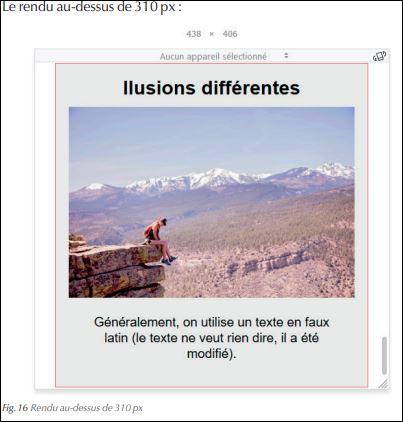 Le rendu au-dessus de 310 px :
438 × 406
Aucun appareil sélectionné
Ilusions différentes
Généralement, on utilise un texte en faux
latin (le texte ne veut rien dire, il a été
modifié).
Fig. 16 Rendu au-dessus de 310 px